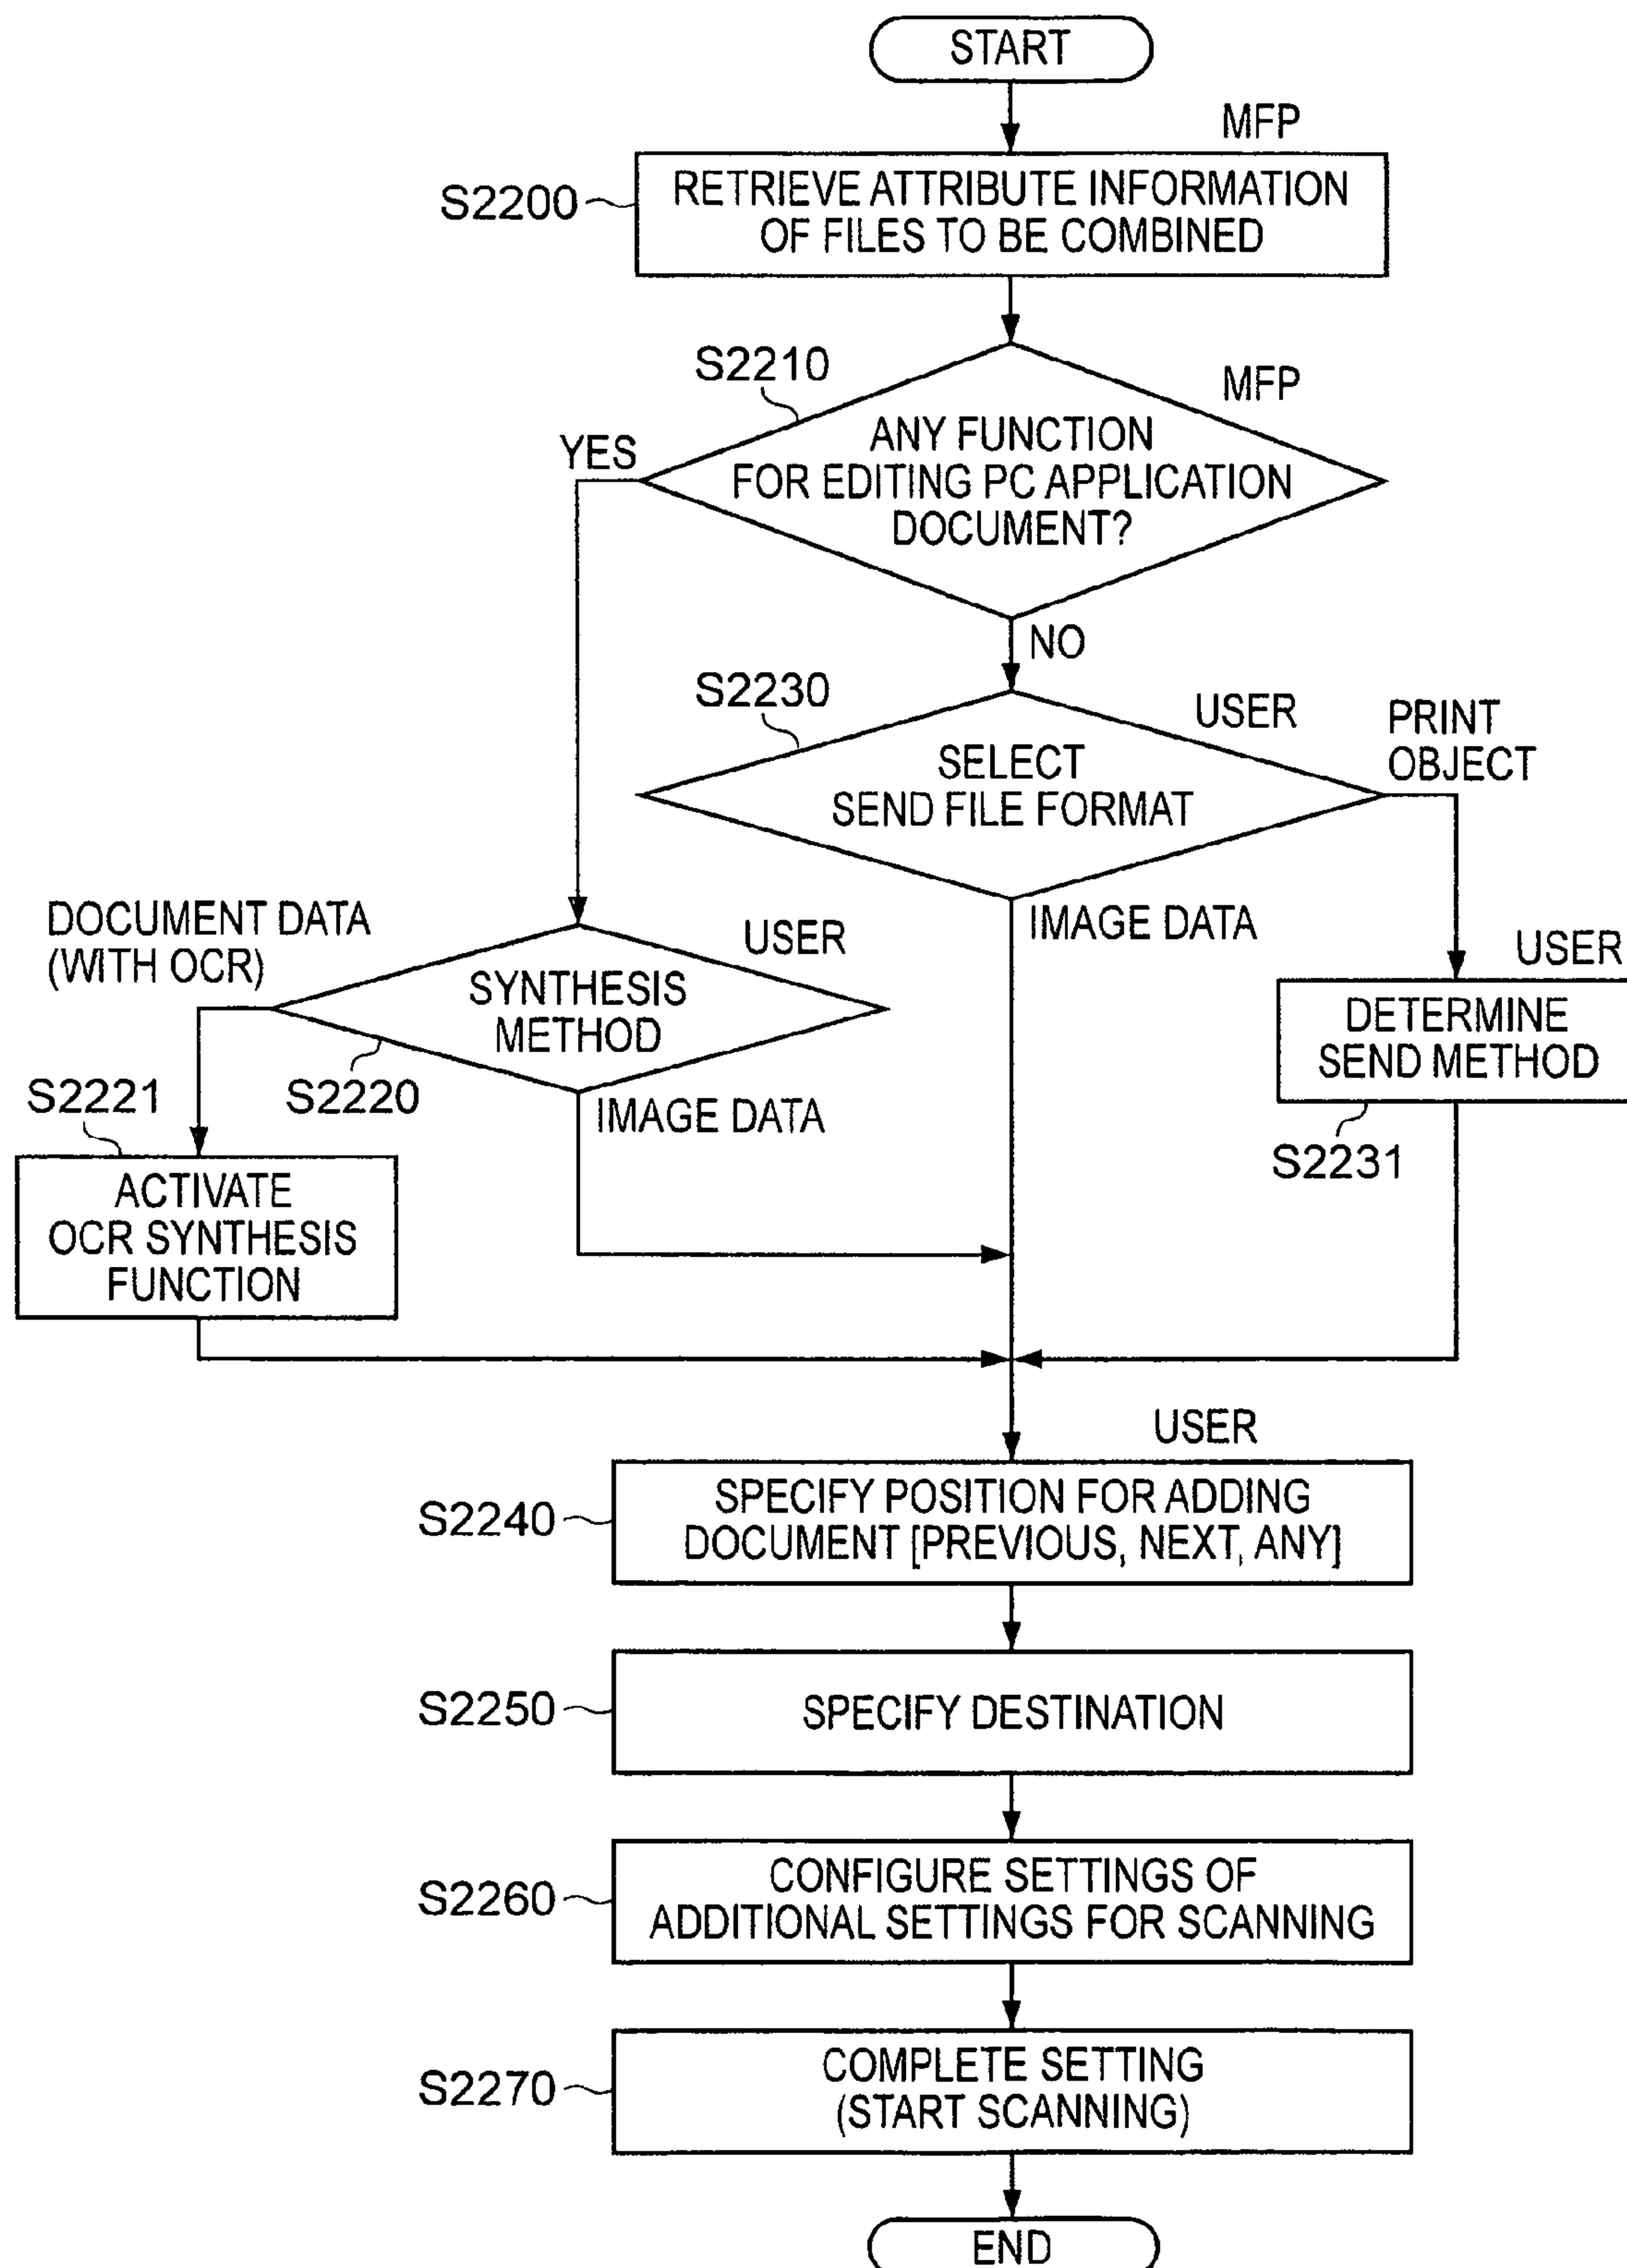 START
MFP
S2200
RETRIEVE ATTRIBUTE INFORMATION
OF FILES TO BE COMBINED
S2210
MFP
YES
ANY FUNCTION
FOR EDITING PC APPLICATION
DOCUMENT?
NO
S2230
USER
PRINT
OBJECT
SELECT
SEND FILE FORMAT
IMAGE DATA
DOCUMENT DATA
(WITH OCR)
USER
SYNTHESIS
METHOD
USER
DETERMINE
SEND METHOD
S2221
S2220
IMAGE DATA
S2231
ACTIVATE
OCR SYNTHESIS
FUNCTION
USER
S2240
SPECIFY POSITION FOR ADDING
DOCUMENT [PREVIOUS, NEXT, ANY]
S2250
SPECIFY DESTINATION
S2260
CONFIGURE SETTINGS OF
ADDITIONAL SETTINGS FOR SCANNING
S2270
COMPLETE SETTING
(START SCANNING)
END